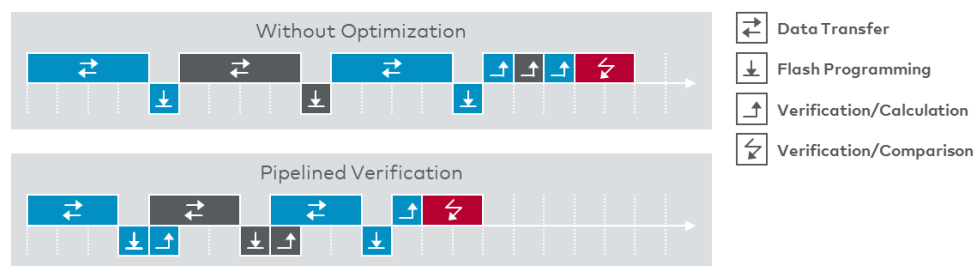 Without Optimization
Pipelined Verification
Data Transfer
Flash Programming
Verification/Calculation
Verification/Comparison